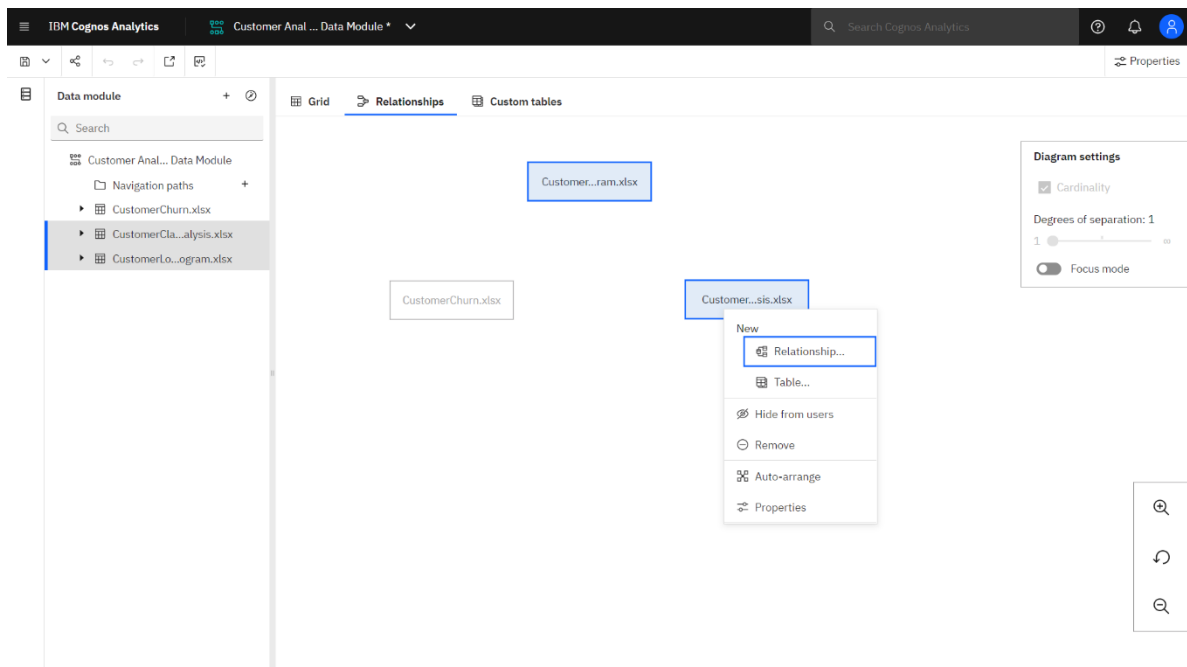 IBM Cognos Analytics
Customer Anal ... Data Module *
Search Cognos Analytics
Properties
Data module
Grid
Relationships
Custom tables
Search
Customer Anal... Data Module
Navigation paths
CustomerChurn.xlsx
CustomerCla...alysis.xlsx
CustomerLo...ogram.xlsx
Customer...ram.xlsx
CustomerChurn.xlsx
Customer...sis.xlsx
New
Relationship...
Table...
Hide from users
Remove
Auto-arrange
Properties
Diagram settings
Cardinality
Degrees of separation: 1
1 ∞
Focus mode